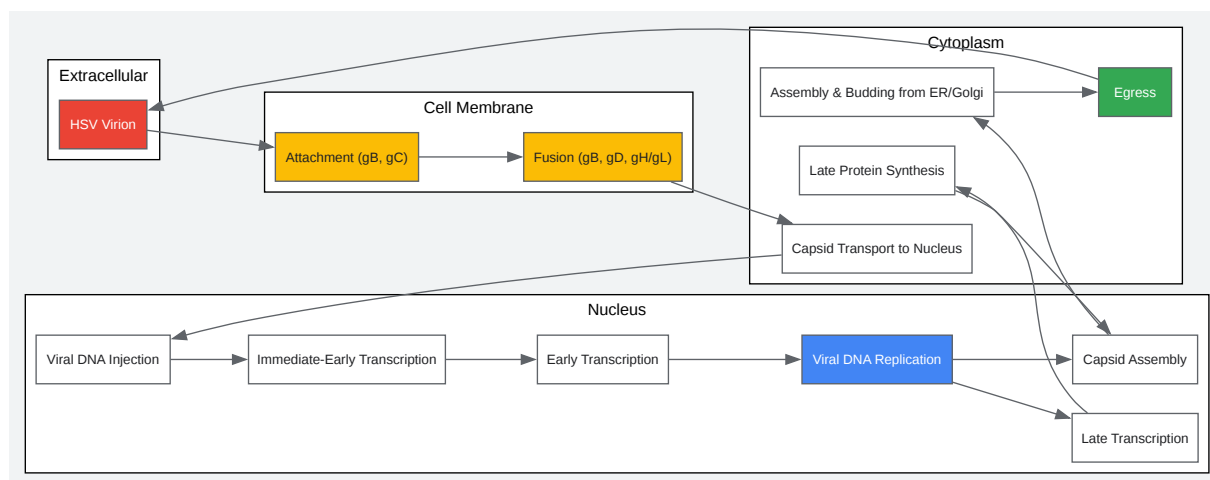 Cytoplasm
Extracellular
HSV Virion
Assembly & Budding from ER/Golgi
Egress
Cell Membrane
Attachment (gB, gC)
Fusion (gB, gD, gH/gL)
Late Protein Synthesis
Capsid Transport to Nucleus
Nucleus
Viral DNA Injection
Immediate-Early Transcription
Early Transcription
Viral DNA Replication
Capsid Assembly
Late Transcription